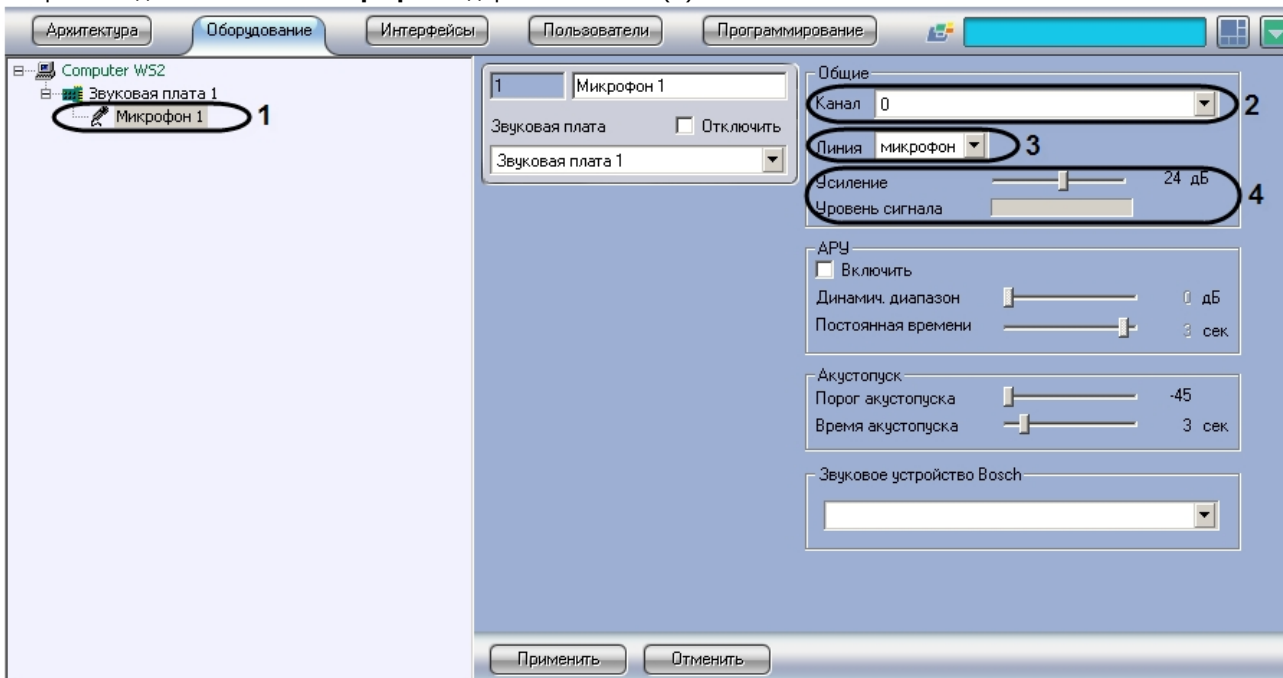 Архитектура Оборудование Интерфейсы Пользователи Программирование
Computer WS2
Звуковая плата 1
Микрофон 1 1
1 Микрофон 1
Звуковая плата Отключить
Звуковая плата 1
Общие
Канал 0 2
Линия микрофон 3
Усиление 24 дБ
Уровень сигнала 4
АРУ
Включить
Динамич. диапазон 0 дБ
Постоянная времени 3 сек
Акустопуск
Порог акустопуска -45
Время акустопуска 3 сек
Звуковое устройство Bosch
Применить Отменить